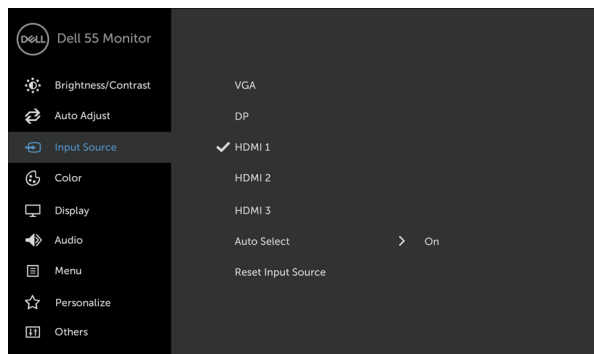 DELL Dell 55 Monitor
Brightness/Contrast
Auto Adjust
Input Source
Color
Display
Audio
Menu
Personalize
Others
VGA
DP
HDMI 1
HDMI 2
HDMI 3
Auto Select On
Reset Input Source